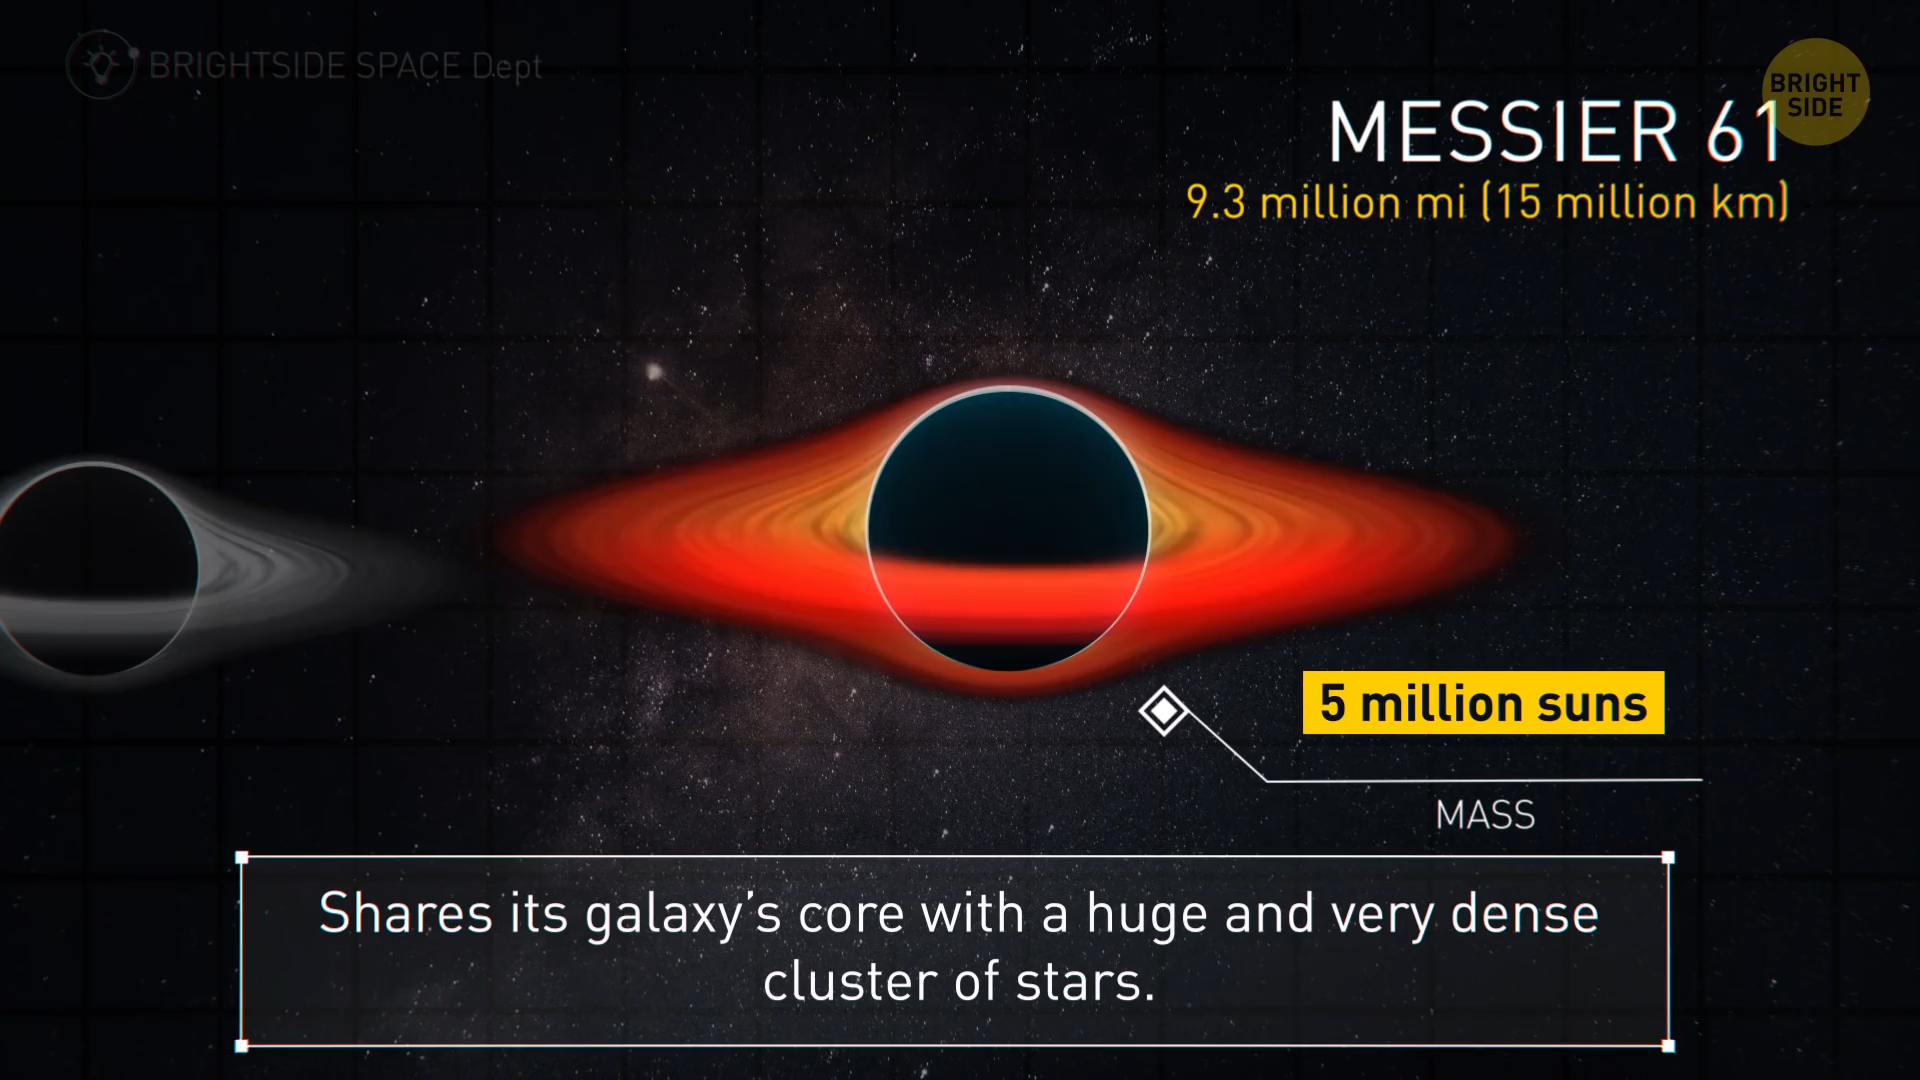 BRIGHTSIDE SPACE Dept
BRIGHT
SIDE
MESSIER 61
9.3 million mi (15 million km)
5 million suns
MASS
Shares its galaxy’s core with a huge and very dense
cluster of stars.